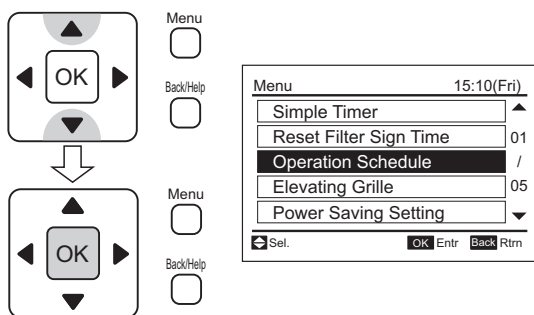 Menu
OK
Back/Help
Menu
OK
Back/Help
Menu 15:10(Fri)
Simple Timer
Reset Filter Sign Time 01
Operation Schedule /
Elevating Grille 05
Power Saving Setting
Sel. OK Entr Back Rtrn